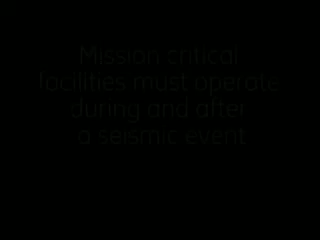 Mission critical
facilities must operate
during and after
a seismic event